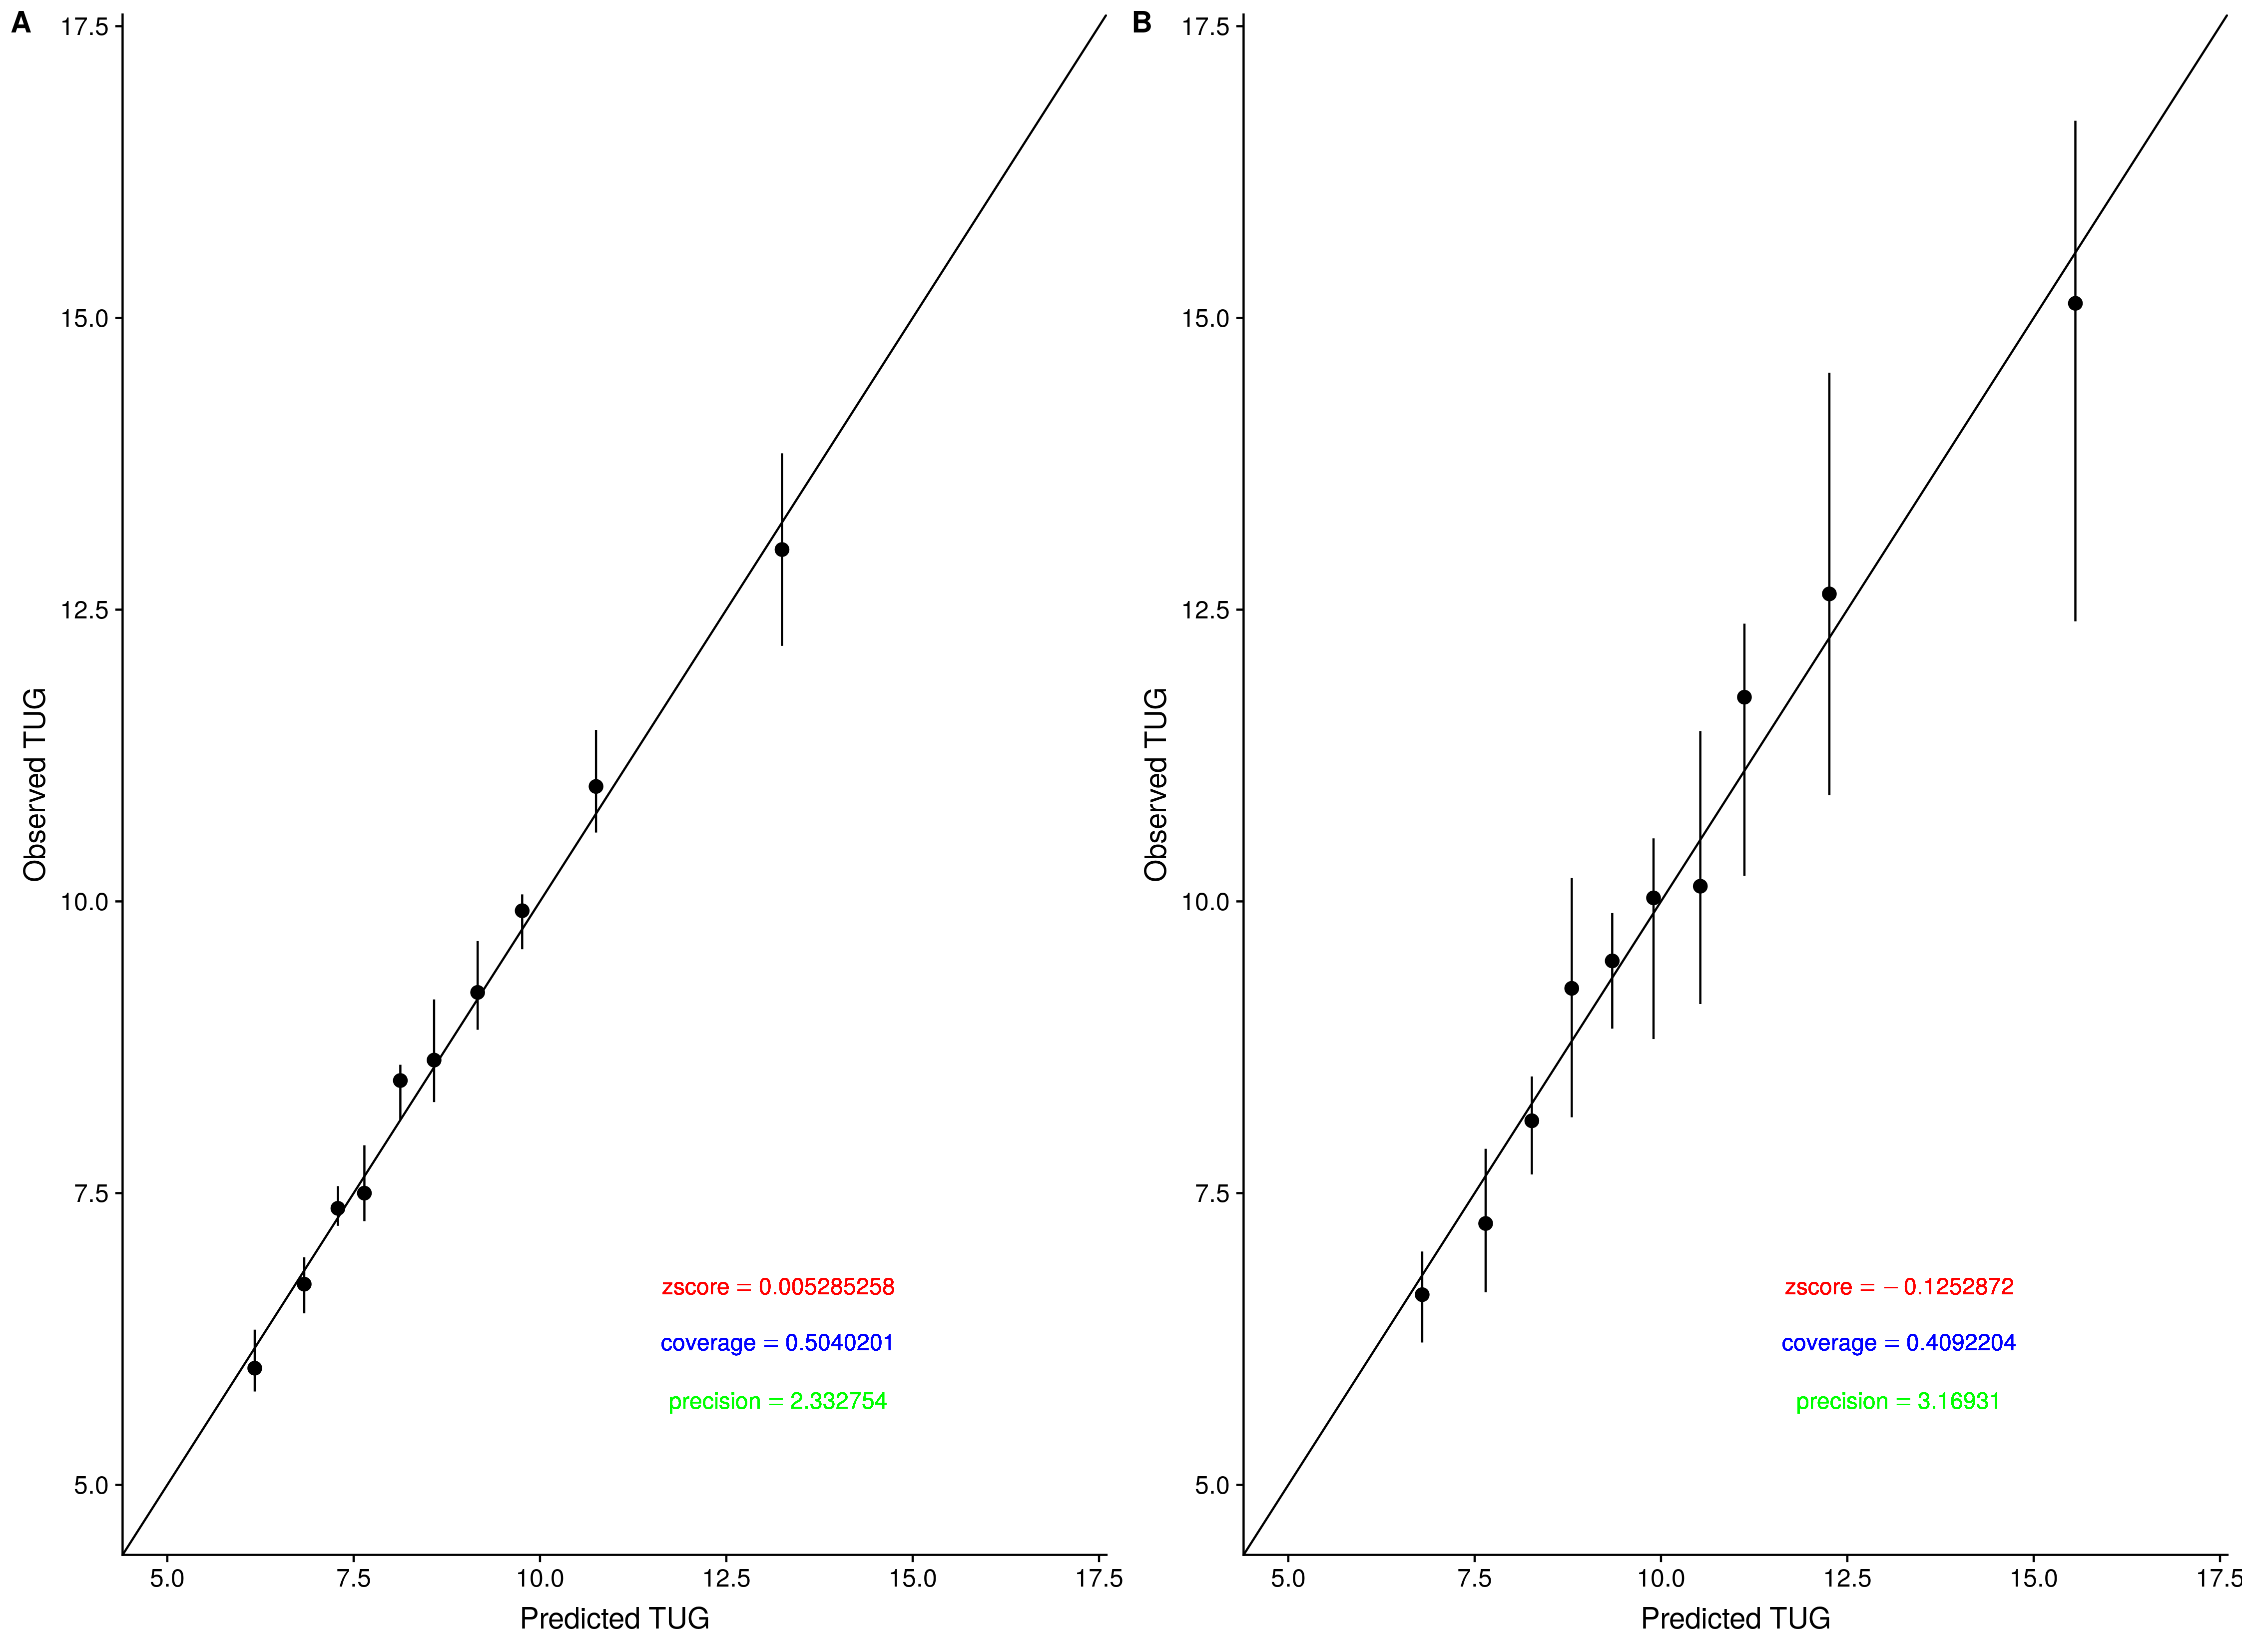 A
17.5
15.0
12.5
10.0
7.5
5.0
Observed TUG
zscore = 0.005285258
coverage = 0.5040201
precision = 2.332754
5.0 7.5 10.0 12.5 15.0 17.5
Predicted TUG
B
17.5
15.0
12.5
10.0
7.5
5.0
Observed TUG
zscore = − 0.1252872
coverage = 0.4092204
precision = 3.16931
5.0 7.5 10.0 12.5 15.0 17.5
Predicted TUG